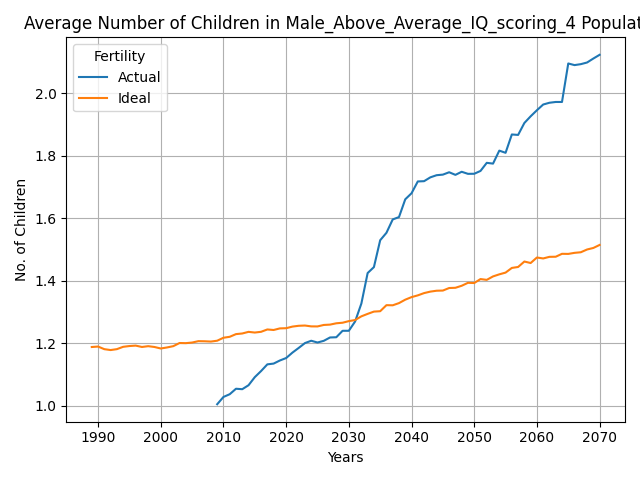 Average Number of Children in Male_Above_Average_IQ_scoring_4 Populat
Fertility
Actual
Ideal
2.0
1.8
1.6
1.4
1.2
1.0
No. of Children
1990 2000 2010 2020 2030 2040 2050 2060 2070
Years